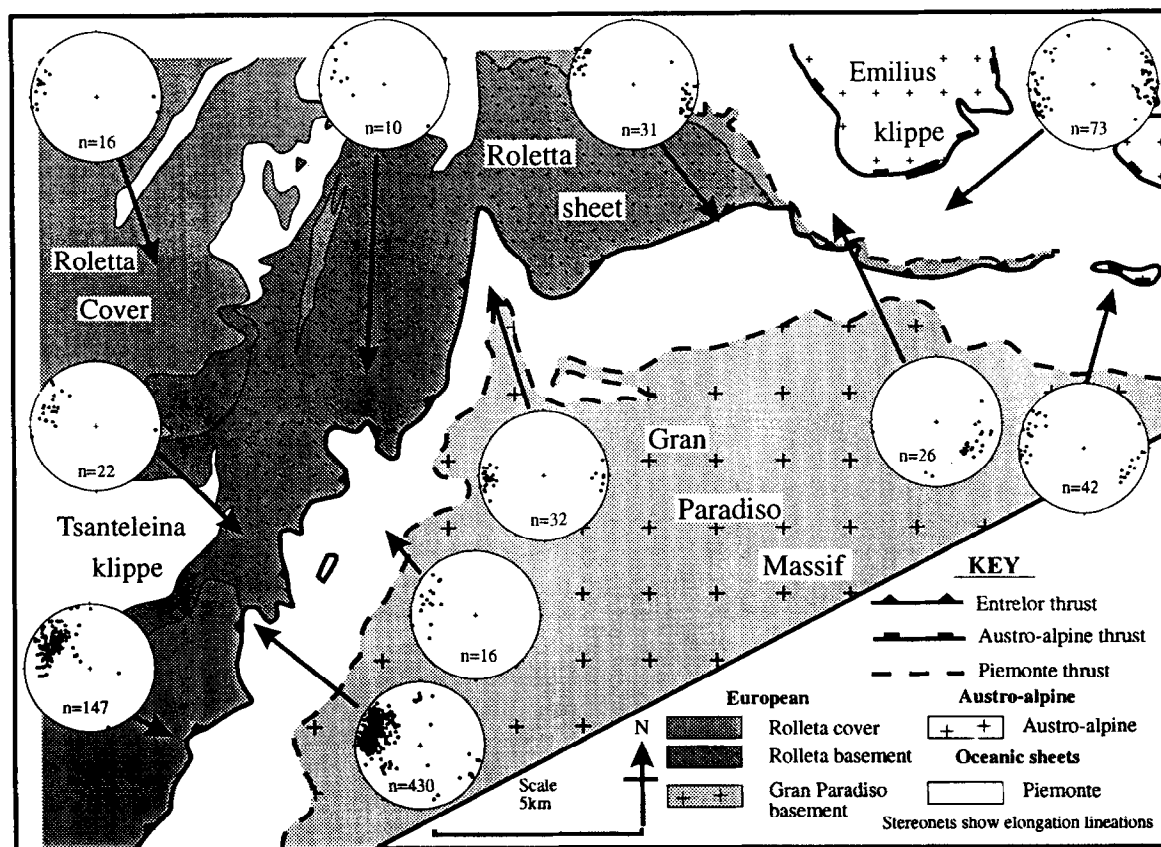 n=16
n=10
n=31
n=73
Emilius
klippe
Roletta
sheet
Roletta
Cover
n=22
Tsanteleina
klippe
n=147
n=32
n=26
n=42
n=16
n=430
Gran
Paradiso
Massif
KEY
Entrelor thrust
Austro-alpine thrust
Piemonte thrust
European
Rolleta cover
Rolleta basement
Gran Paradiso
basement
Austro-alpine
Austro-alpine
Oceanic sheets
Piemonte
Stereonets show elongation lineations
N
Scale
5km